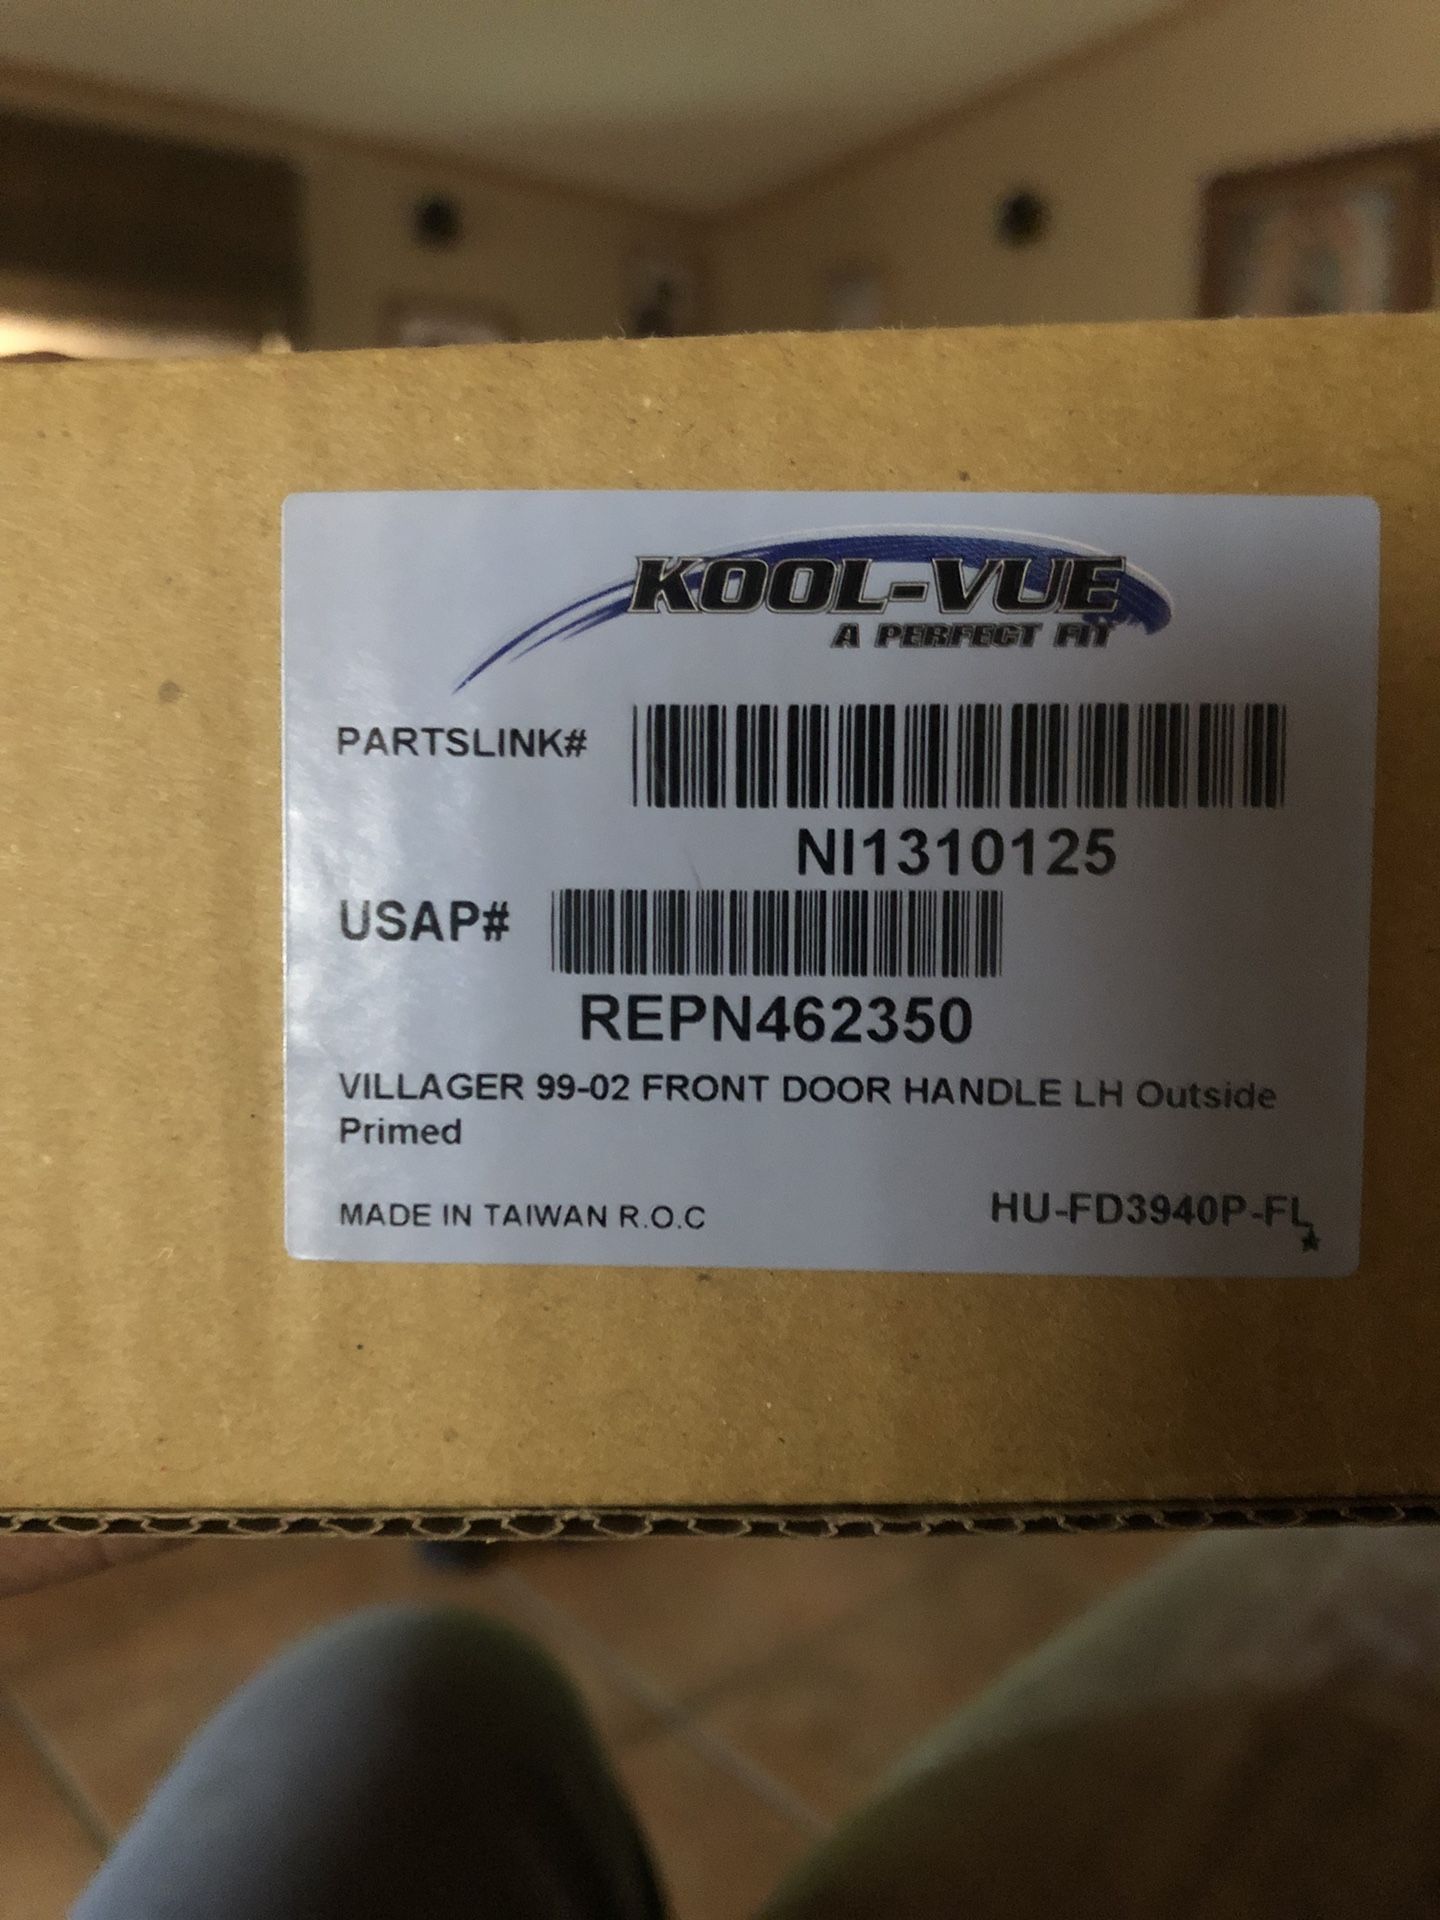 KOOL-VUE
A PERFECT FIT
PARTSLINK#
NI1310125
USAP#
REPN462350
VILLAGER 99-02 FRONT DOOR HANDLE LH Outside
Primed
MADE IN TAIWAN R.O.C
HU-FD3940P-FL